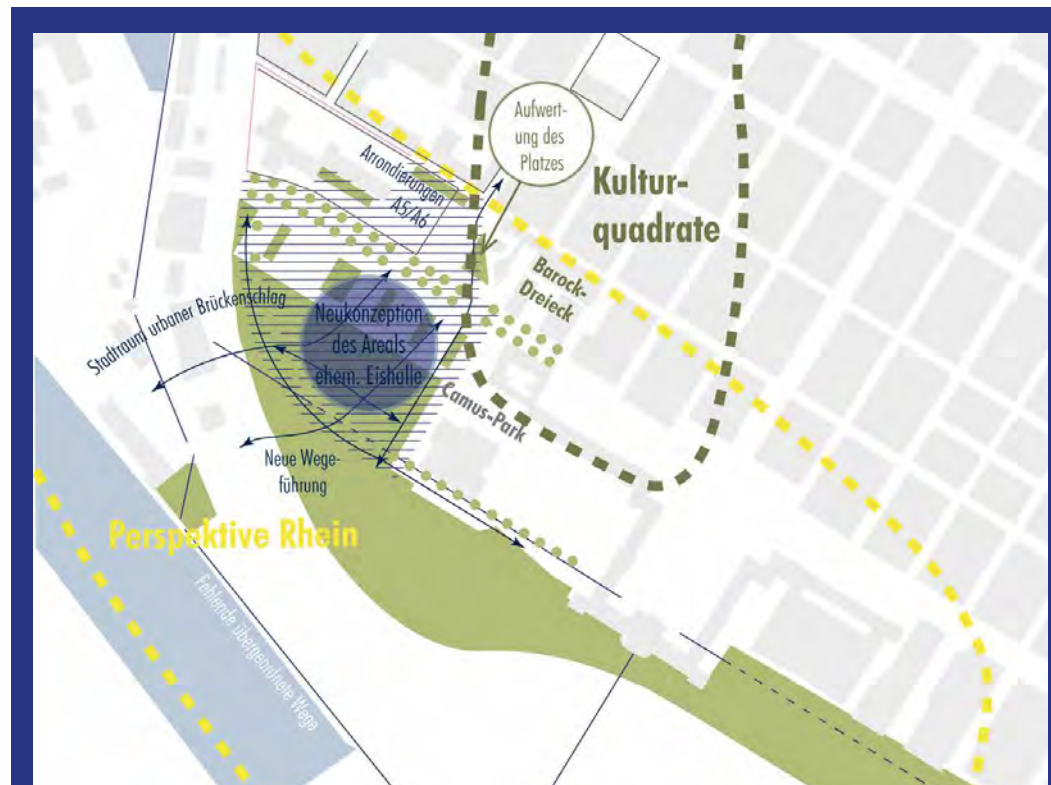 Aufwert-
ung des
Platzes
Kultur-
quadrate
Arrondierungen
A5/A6
Barock-
Dreieck
Stadtraum urbaner Brückenschlag
Neukonzeption
des Areals
ehem. Eishalle
Camus-Park
Neue Wege-
führung
Perspektive Rhein
Fehlende übergeordnete Wege